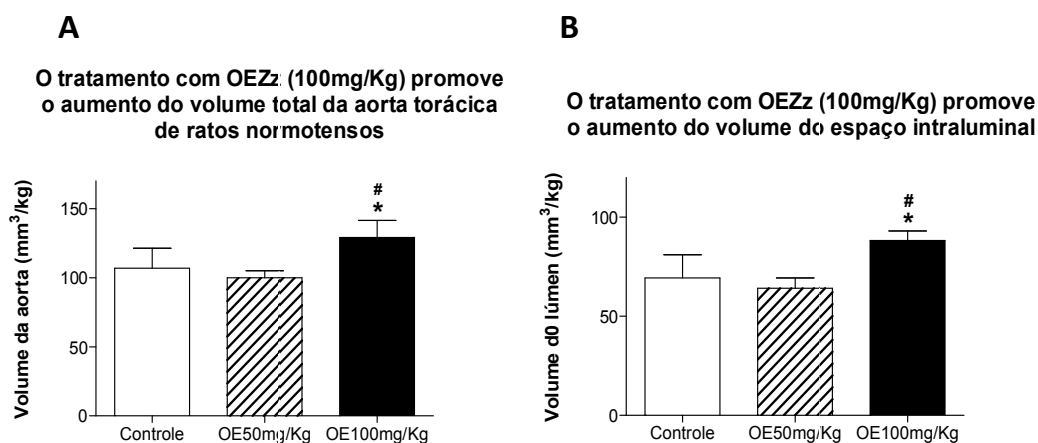 A
O tratamento com OEZz (100mg/Kg) promove
o aumento do volume total da aorta torácica
de ratos normotensos
Volume da aorta (mm³/kg)
150
100
50
0
#
*
Controle OE50mg/Kg OE100mg/Kg
B
O tratamento com OEZz (100mg/Kg) promove
o aumento do volume do espaço intraluminal
Volume d0 lúmen (mm³/kg)
100
50
0
#
*
Controle OE50mg/Kg OE100mg/Kg